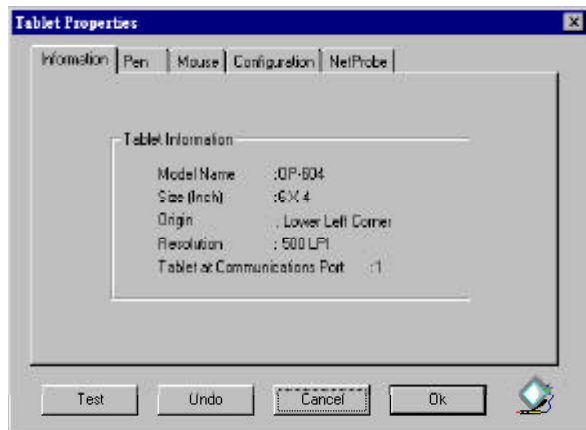 Tablet Properties
Information Pen Mouse Configuration NetProbe
Tablet Information
Model Name :OP-604
Size (Inch) :6 X 4
Origin : Lower Left Corner
Resolution : 500 LPI
Tablet at Communications Port :1
Test Undo Cancel Ok